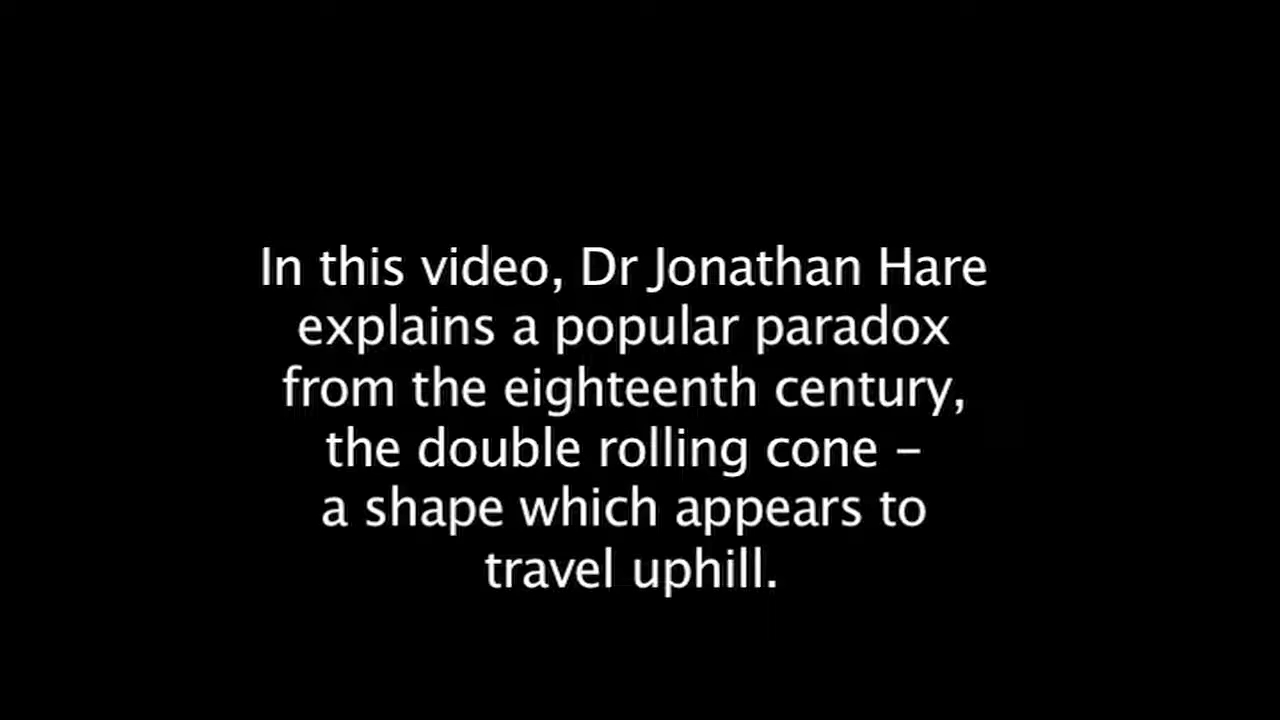 In this video, Dr Jonathan Hare
explains a popular paradox
from the eighteenth century,
the double rolling cone –
a shape which appears to
travel uphill.